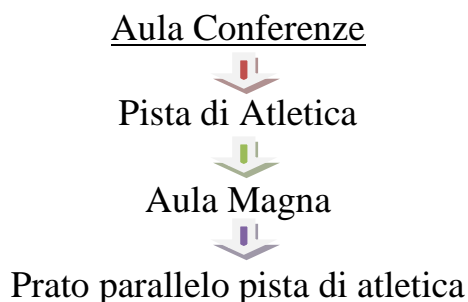 Aula Conferenze
Pista di Atletica
Aula Magna
Prato parallelo pista di atletica